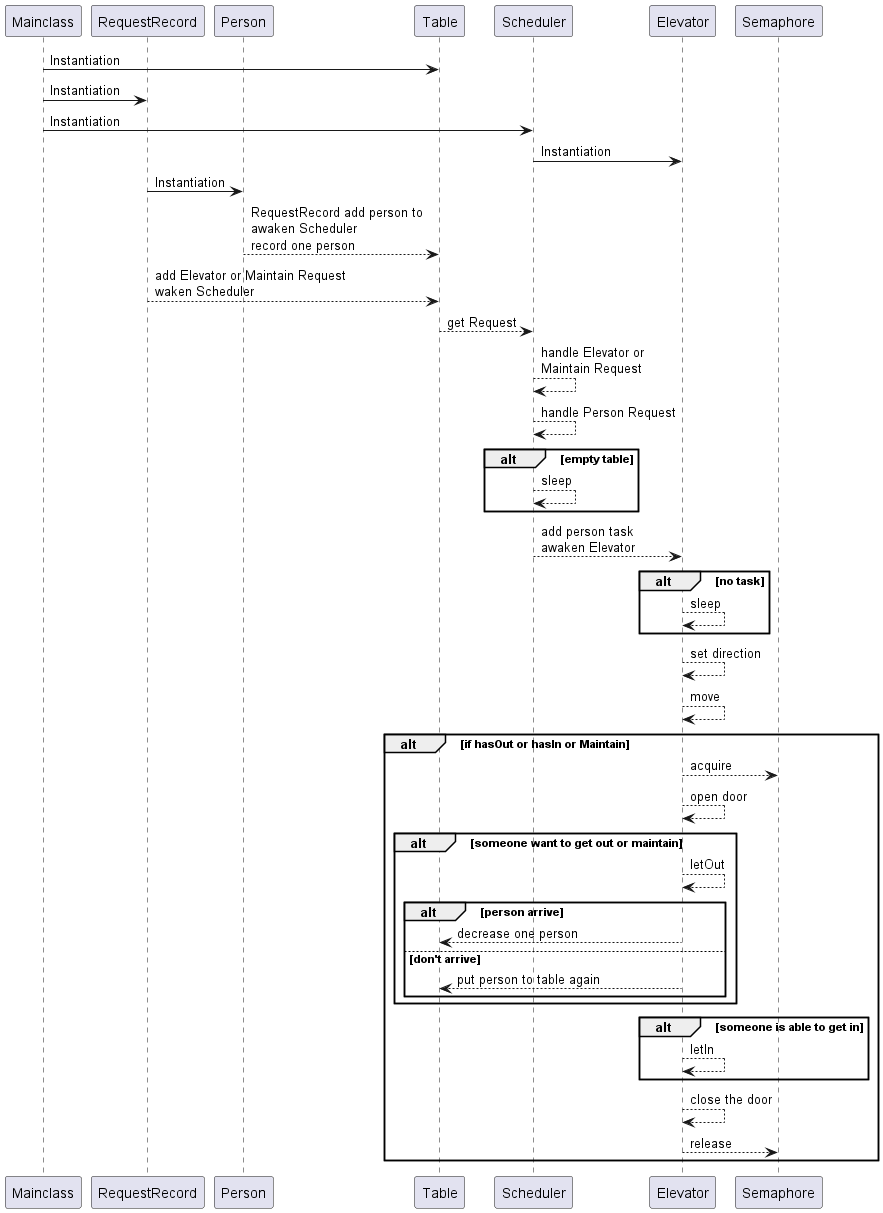 Mainclass RequestRecord Person Table Scheduler Elevator Semaphore
Instantiation
Instantiation
Instantiation
Instantiation
Instantiation
RequestRecord add person to
awaken Scheduler
record one person
add Elevator or Maintain Request
waken Scheduler
get Request
handle Elevator or
Maintain Request
handle Person Request
alt [empty table]
sleep
add person task
awaken Elevator
alt [no task]
sleep
set direction
move
alt [if hasOut or hasIn or Maintain]
acquire
open door
alt [someone want to get out or maintain]
letOut
alt [person arrive]
decrease one person
[don't arrive]
put person to table again
alt [someone is able to get in]
letIn
close the door
release
Mainclass RequestRecord Person Table Scheduler Elevator Semaphore